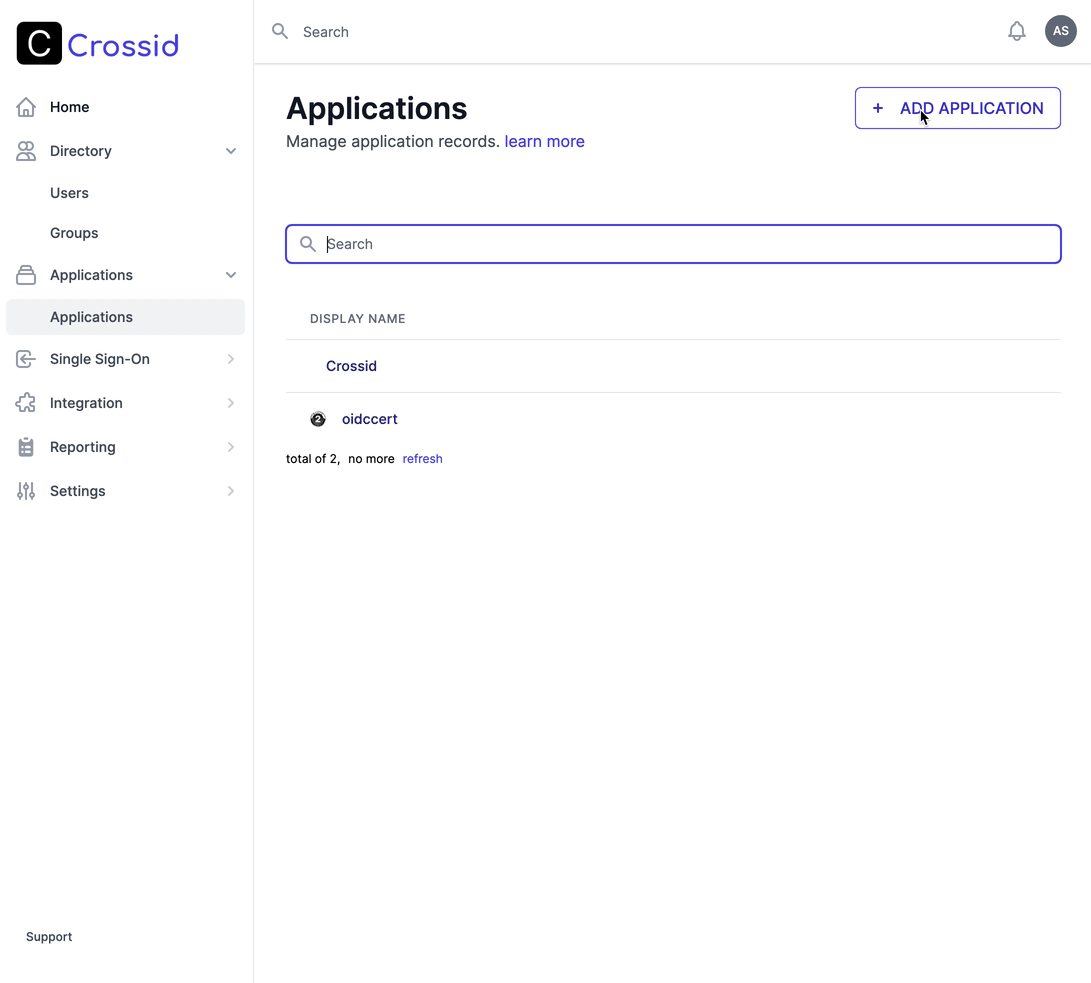 C Crossid
Search
AS
Home
Directory
Users
Groups
Applications
Applications
Single Sign-On
Integration
Reporting
Settings
Support
Applications
+ ADD APPLICATION
Manage application records. learn more
Search
DISPLAY NAME
Crossid
2 oidccert
total of 2, no more refresh